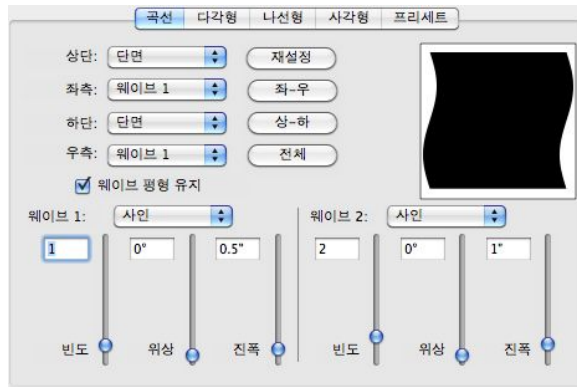 곡선 다각형 나선형 사각형 프리세트
상단: 단면 재설정
좌측: 웨이브 1 좌-우
하단: 단면 상-하
우측: 웨이브 1 전체
웨이브 평형 유지
웨이브 1: 사인 웨이브 2: 사인
1 0° 0.5" 2 0° 1"
빈도 위상 진폭 빈도 위상 진폭